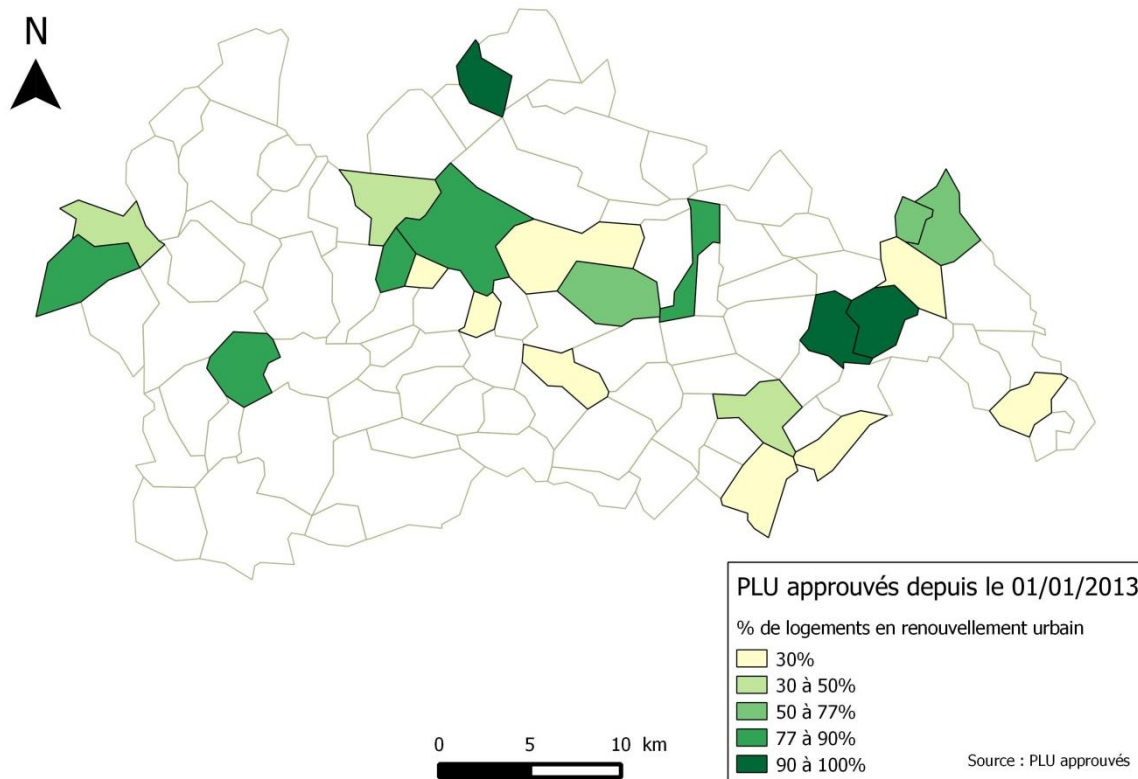 N
PLU approuvés depuis le 01/01/2013
% de logements en renouvellement urbain
30%
30 à 50%
50 à 77%
77 à 90%
90 à 100%
0 5 10 km
Source : PLU approuvés